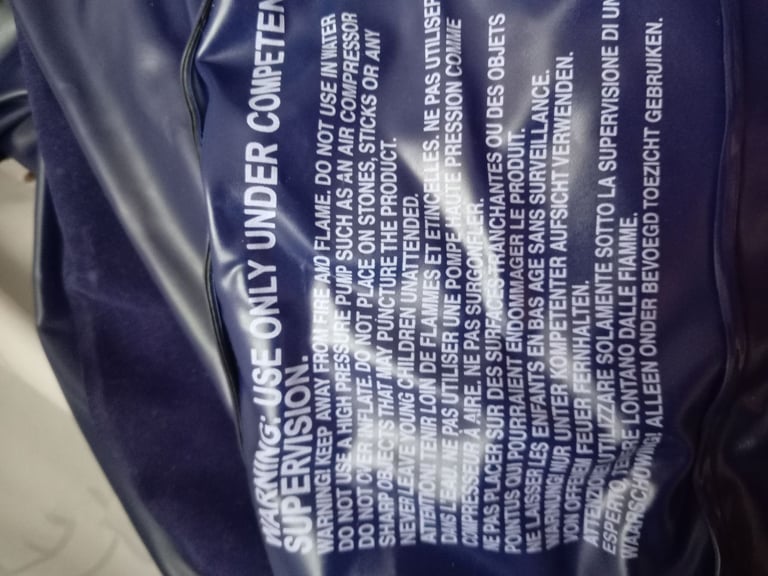 WARNING: USE ONLY UNDER COMPETEN
SUPERVISION.
WARNING! KEEP AWAY FROM FIRE AND FLAME. DO NOT USE IN WATER
DO NOT USE A HIGH PRESSURE PUMP SUCH AS AN AIR COMPRESSOR
DO NOT OVER INFLATE. DO NOT PLACE ON STONES, STICKS OR ANY
SHARP OBJECTS THAT MAY PUNCTURE THE PRODUCT.
NEVER LEAVE YOUNG CHILDREN UNATTENDED.
ATTENTION! TENIR LOIN DE FLAMMES ET ETINCELLES. NE PAS UTILISER
DANS L'EAU. NE PAS UTILISER UNE POMPE HAUTE PRESSION COMME
COMPRESSEUR À AIRE. NE PAS SURGONFLER.
NE PAS PLACER SUR DES SURFACES TRANCHANTES OU DES OBJETS
POINTUS QUI POURRAIENT ENDOMMAGER LE PRODUIT.
NE LAISSER LES ENFANTS EN BAS AGE SANS SURVEILLANCE.
WARNUNG! NUR UNTER KOMPETENTER AUFSICHT VERWENDEN.
VON OFFENEM FEUER FERNHALTEN.
ATTENZIONE! UTILIZZARE SOLAMENTE SOTTO LA SUPERVISIONE DI UN
ESPERTO. TENERE LONTANO DALLE FIAMME.
WAARSCHUWING! ALLEEN ONDER BEVOEGD TOEZICHT GEBRUIKEN.